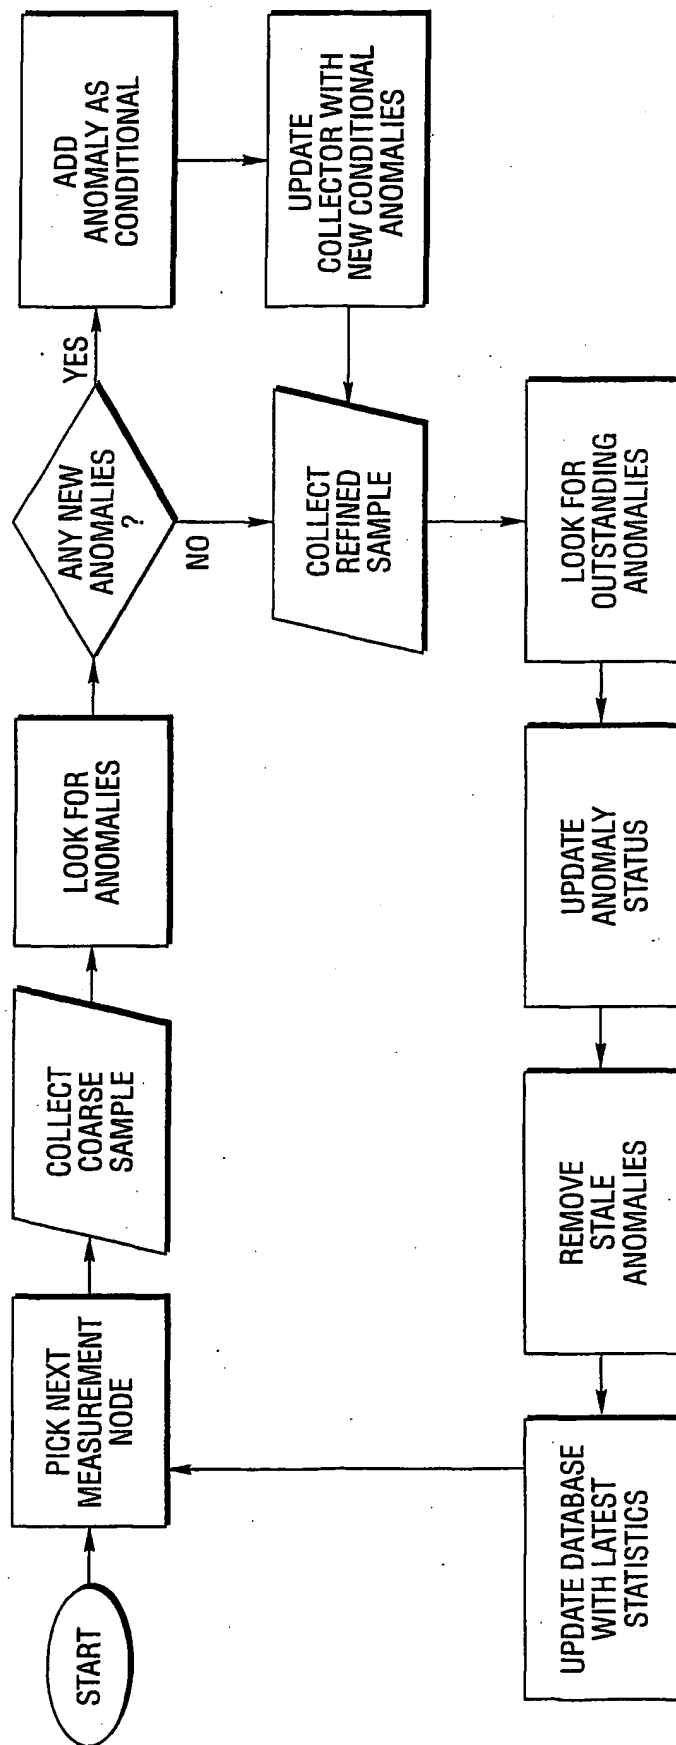 START
PICK NEXT
MEASUREMENT
NODE
COLLECT
COARSE
SAMPLE
LOOK FOR
ANOMALIES
ANY NEW
ANOMALIES
?
YES
NO
ADD
ANOMALY AS
CONDITIONAL
UPDATE
COLLECTOR WITH
NEW CONDITIONAL
ANOMALIES
COLLECT
REFINED
SAMPLE
LOOK FOR
OUTSTANDING
ANOMALIES
UPDATE
ANOMALY
STATUS
REMOVE
STALE
ANOMALIES
UPDATE DATABASE
WITH LATEST
STATISTICS